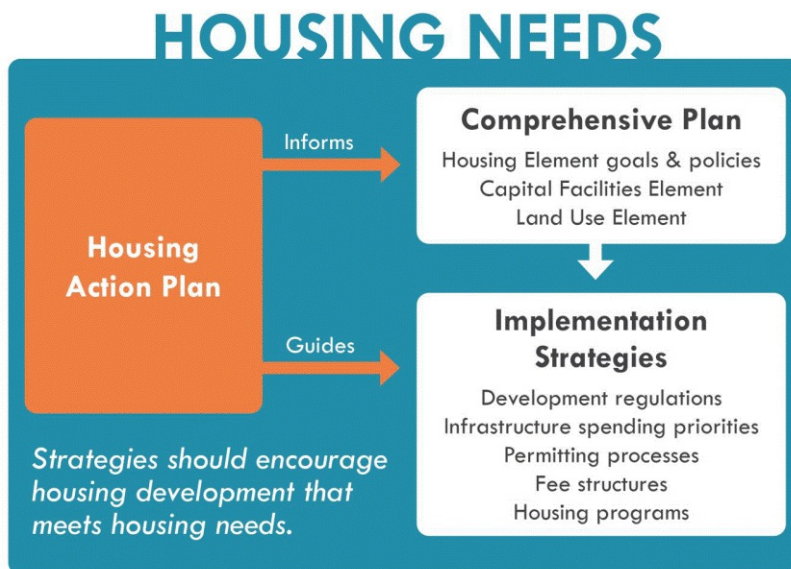 HOUSING NEEDS
Housing
Action Plan
Informs
Comprehensive Plan
Housing Element goals & policies
Capital Facilities Element
Land Use Element
Guides
Implementation
Strategies
Development regulations
Infrastructure spending priorities
Permitting processes
Fee structures
Housing programs
Strategies should encourage
housing development that
meets housing needs.